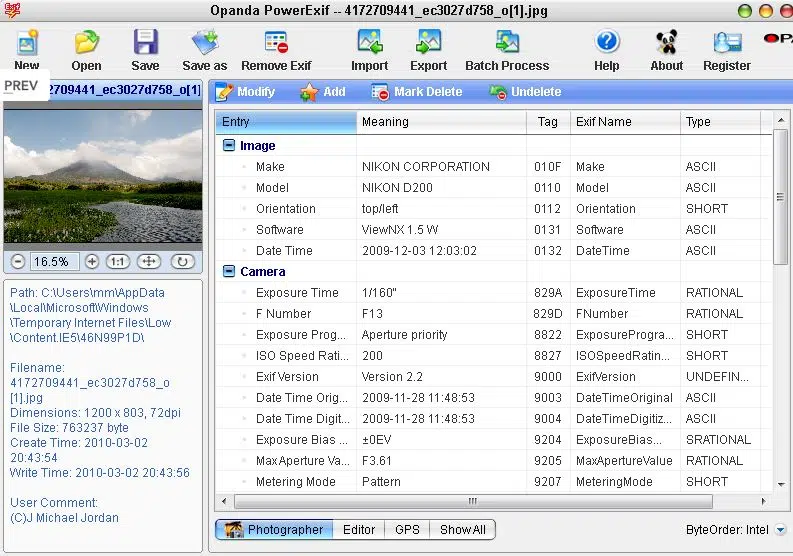 Opanda PowerExif -- 4172709441_ec3027d758_o[1].jpg
New Open Save Save as Remove Exif Import Export Batch Process Help About Register
PREV
2709441_ec3027d758_o[1]
Modify Add Mark Delete Undelete
Entry Meaning Tag Exif Name Type
Image
Make NIKON CORPORATION 010F Make ASCII
Model NIKON D200 0110 Model ASCII
Orientation top/left 0112 Orientation SHORT
Software ViewNX 1.5 W 0131 Software ASCII
Date Time 2009-12-03 12:03:02 0132 DateTime ASCII
Camera
Exposure Time 1/160" 829A ExposureTime RATIONAL
F Number F13 829D FNumber RATIONAL
Exposure Prog... Aperture priority 8822 ExposureProgra... SHORT
ISO Speed Rati... 200 8827 ISOSpeedRatin... SHORT
Exif Version Version 2.2 9000 ExifVersion UNDEFIN...
Date Time Orig... 2009-11-28 11:48:53 9003 DateTimeOriginal ASCII
Date Time Digit... 2009-11-28 11:48:53 9004 DateTimeDigitiz... ASCII
Exposure Bias ... ±0EV 9204 ExposureBias... SRATIONAL
Max Aperture Va... F3.61 9205 MaxApertureValue RATIONAL
Metering Mode Pattern 9207 MeteringMode SHORT
16.5% 1:1
Path: C:\Users\mm\AppData
\Local\Microsoft\Windows
\Temporary Internet Files\Low
\Content.IE5\46N99P1D\
Filename:
4172709441_ec3027d758_o
[1].jpg
Dimensions: 1200 x 803, 72dpi
File Size: 763237 byte
Create Time: 2010-03-02
20:43:54
Write Time: 2010-03-02 20:43:56
User Comment:
(C)J Michael Jordan
Photographer Editor GPS Show All
ByteOrder: Intel